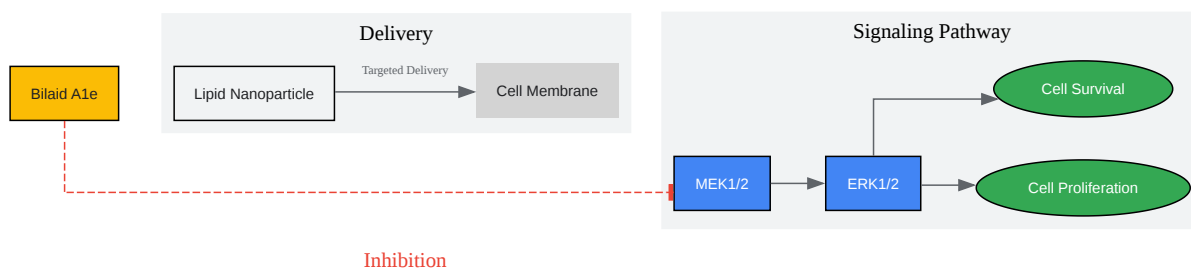 Delivery
Signaling Pathway
Bilaid A1e
Lipid Nanoparticle
Targeted Delivery
Cell Membrane
Cell Survival
MEK1/2
ERK1/2
Cell Proliferation
Inhibition